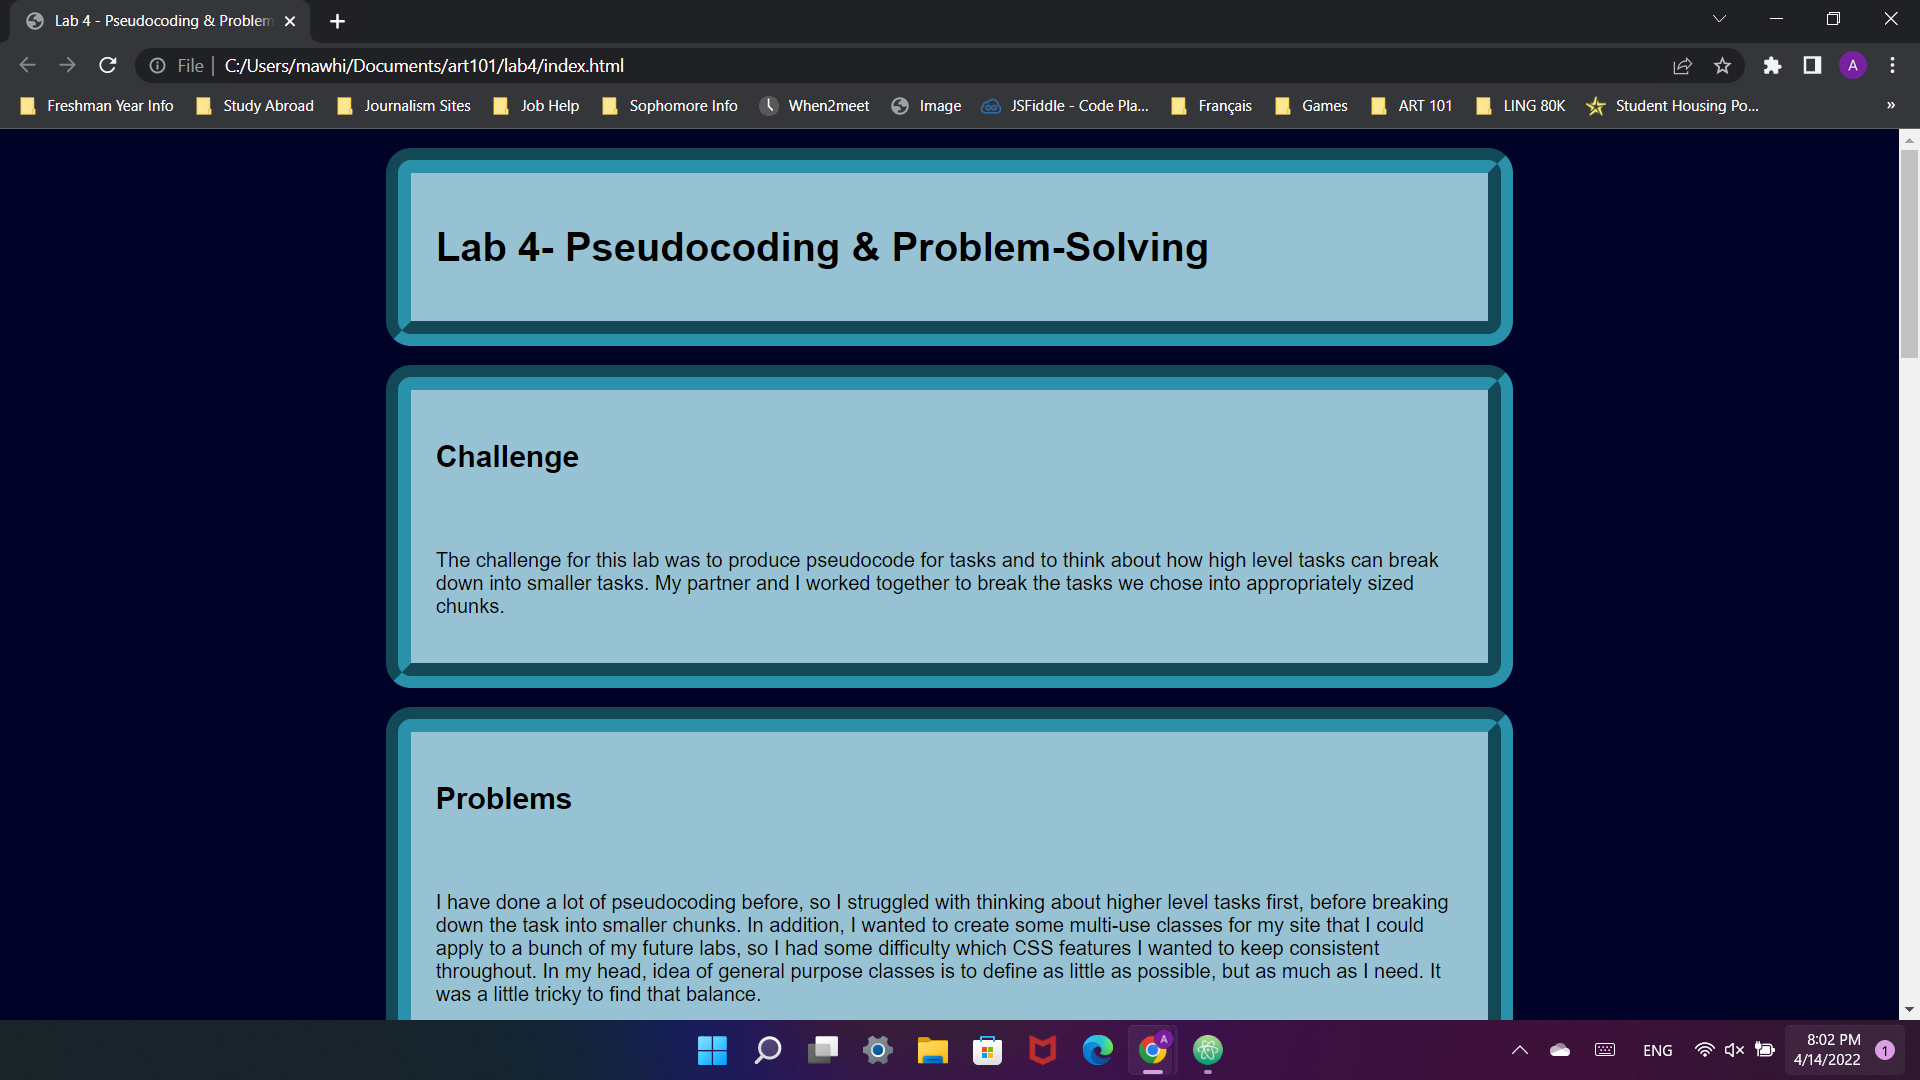 Lab 4 - Pseudocoding & Problem
File
C:/Users/mawhi/Documents/art101/lab4/index.html
A
Freshman Year Info
Study Abroad
Journalism Sites
Job Help
Sophomore Info
When2meet
Image
JSFiddle - Code Pla...
Français
Games
ART 101
LING 80K
Student Housing Po...
»
Lab 4- Pseudocoding & Problem-Solving
Challenge
The challenge for this lab was to produce pseudocode for tasks and to think about how high level tasks can break
down into smaller tasks. My partner and I worked together to break the tasks we chose into appropriately sized
chunks.
Problems
I have done a lot of pseudocoding before, so I struggled with thinking about higher level tasks first, before breaking
down the task into smaller chunks. In addition, I wanted to create some multi-use classes for my site that I could
apply to a bunch of my future labs, so I had some difficulty which CSS features I wanted to keep consistent
throughout. In my head, idea of general purpose classes is to define as little as possible, but as much as I need. It
was a little tricky to find that balance.
A
ENG
8:02 PM
4/14/2022
1